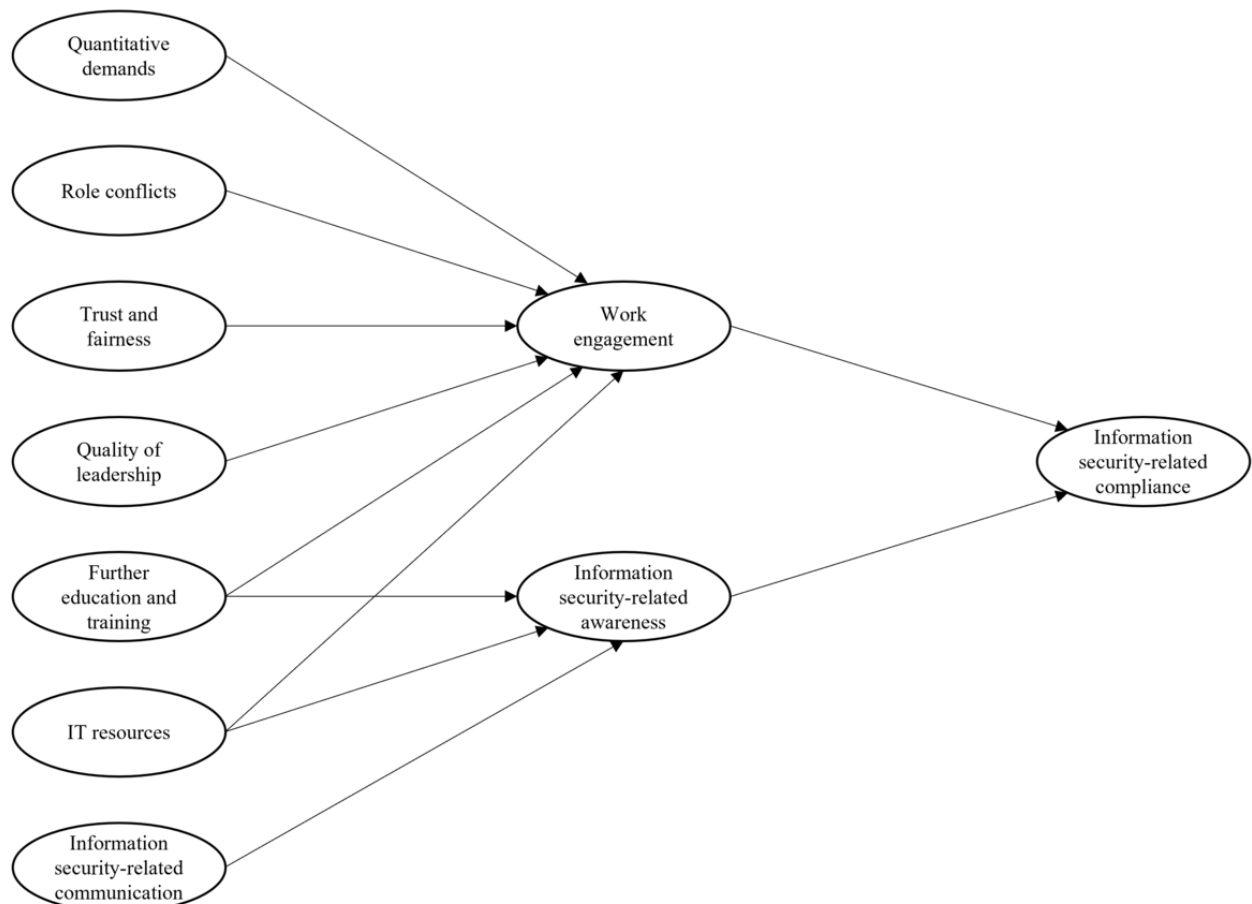 Quantitative
demands
Role conflicts
Trust and
fairness
Work
engagement
Quality of
leadership
Information
security-related
compliance
Further
education and
training
Information
security-related
awareness
IT resources
Information
security-related
communication